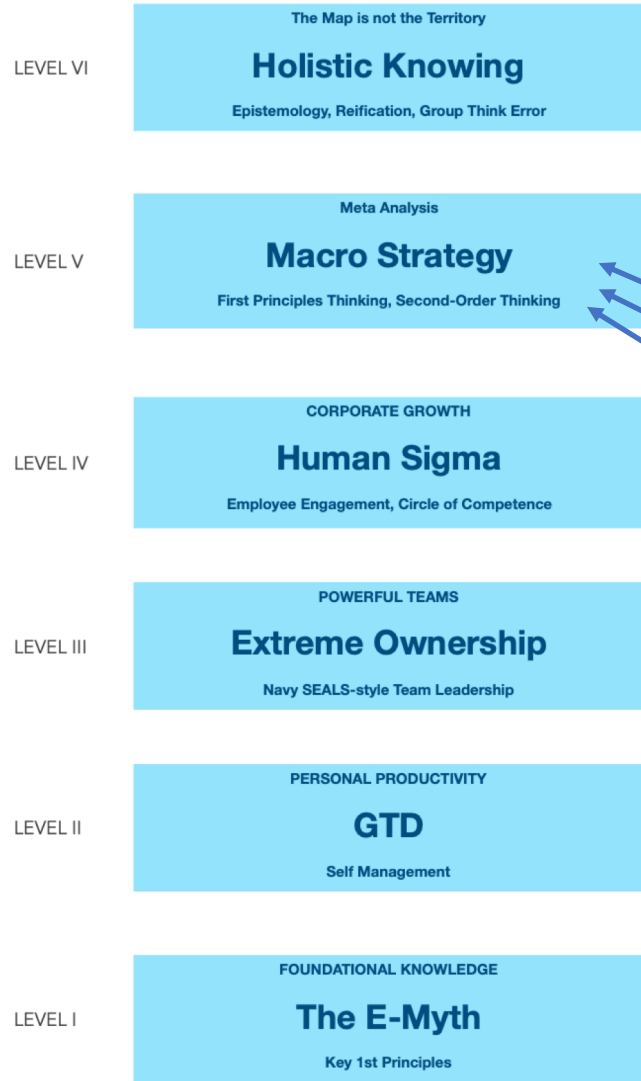 The Map is not the Territory
LEVEL VI
Holistic Knowing
Epistemology, Reification, Group Think Error
Meta Analysis
LEVEL V
Macro Strategy
First Principles Thinking, Second-Order Thinking
CORPORATE GROWTH
LEVEL IV
Human Sigma
Employee Engagement, Circle of Competence
POWERFUL TEAMS
LEVEL III
Extreme Ownership
Navy SEALS-style Team Leadership
PERSONAL PRODUCTIVITY
LEVEL II
GTD
Self Management
FOUNDATIONAL KNOWLEDGE
LEVEL I
The E-Myth
Key 1st Principles